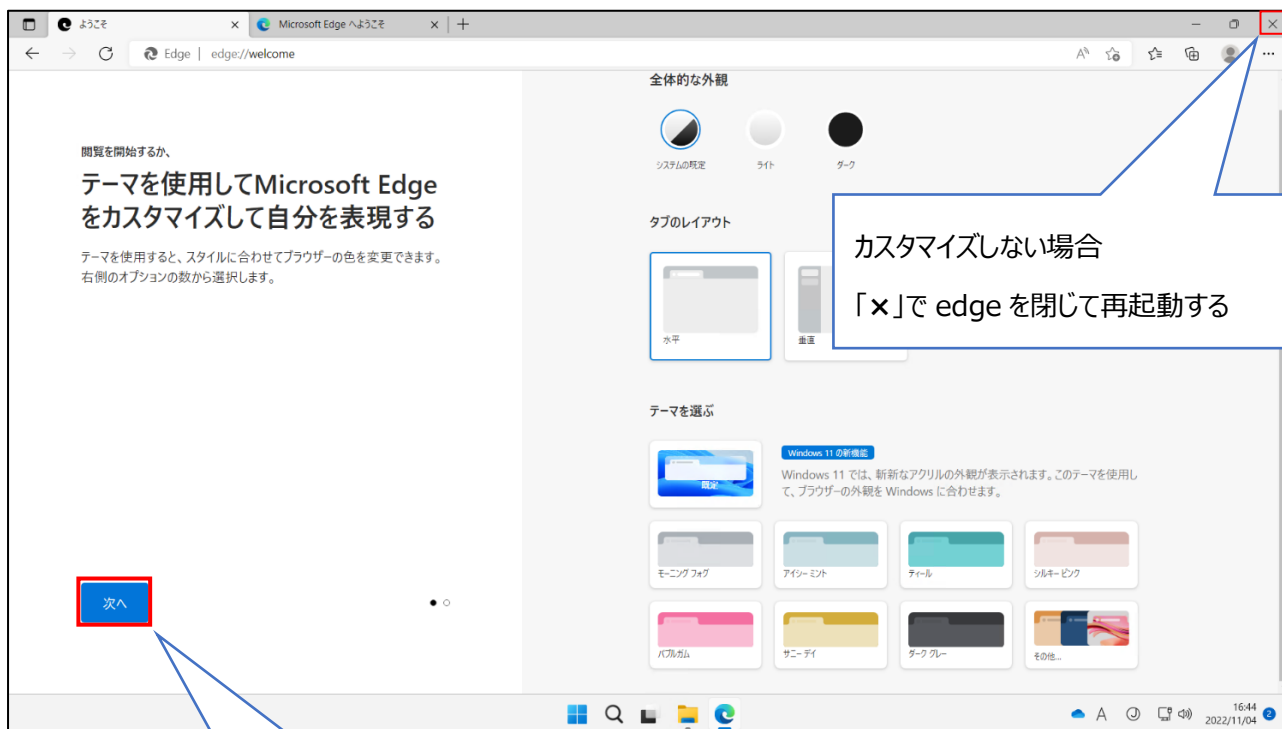 ようこそ
Microsoft Edge へようこそ
Edge | edge://welcome
閲覧を開始するか、
テーマを使用してMicrosoft Edge
をカスタマイズして自分を表現する
テーマを使用すると、スタイルに合わせてブラウザーの色を変更できます。
右側のオプションの数から選択します。
次へ
全体的な外観
システムの既定
ライト
ダーク
タブのレイアウト
水平
垂直
カスタマイズしない場合
「×」で edge を閉じて再起動する
テーマを選ぶ
既定
Windows 11 の新機能
Windows 11 では、斬新なアクリルの外観が表示されます。このテーマを使用し
て、ブラウザーの外観を Windows に合わせます。
モーニング フォグ
アイシー ミント
ティール
シルキー ピンク
バブルガム
サニー デイ
ダーク グレー
その他...
A
16:44
2022/11/04
2